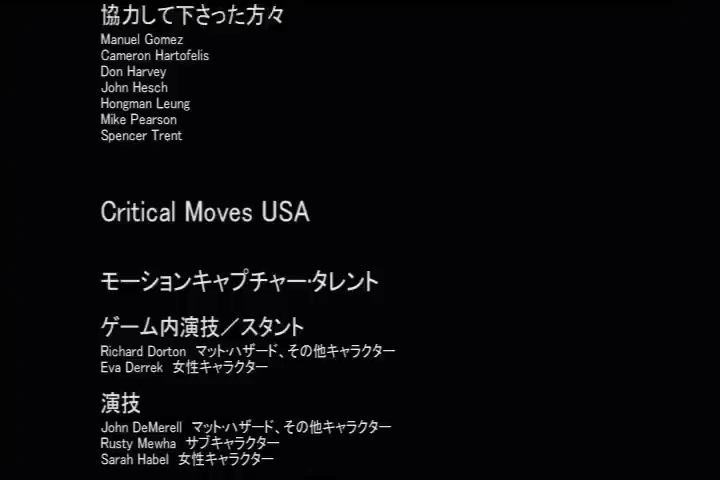 協力して下さった方々
Manuel Gomez
Cameron Hartofelis
Don Harvey
John Hesch
Hongman Leung
Mike Pearson
Spencer Trent
Critical Moves USA
モーションキャプチャー・タレント
ゲーム内演技／スタント
Richard Dorton マット・ハザード、その他キャラクター
Eva Derrek 女性キャラクター
演技
John DeMerell マット・ハザード、その他キャラクター
Rusty Mewha サブキャラクター
Sarah Habel 女性キャラクター